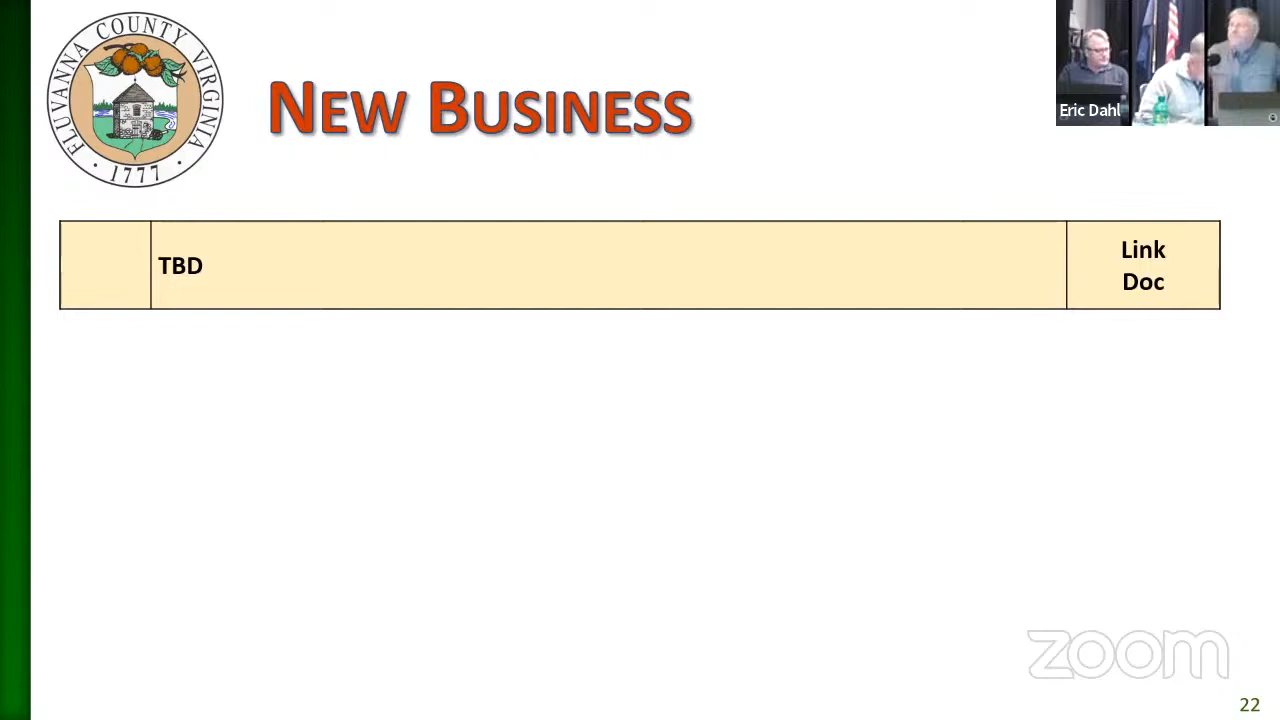 FLUVANNA COUNTY VIRGINIA
· 1777 ·
NEW BUSINESS
Eric Dahl
TBD
Link
Doc
zoom
22